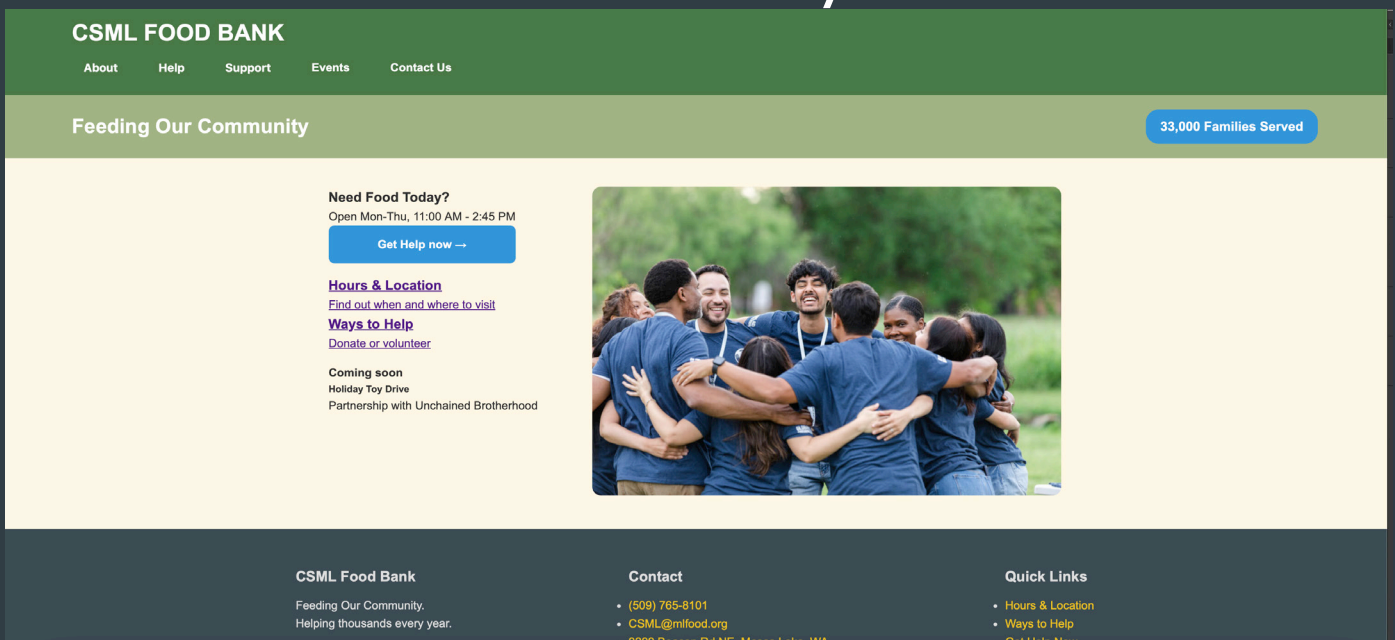 CSML FOOD BANK
About Help Support Events Contact Us
Feeding Our Community
33,000 Families Served
Need Food Today?
Open Mon-Thu, 11:00 AM - 2:45 PM
Get Help now →
Hours & Location
Find out when and where to visit
Ways to Help
Donate or volunteer
Coming soon
Holiday Toy Drive
Partnership with Unchained Brotherhood
CSML Food Bank
Feeding Our Community.
Helping thousands every year.
Contact
• (509) 765-8101
• CSML@mlfood.org
Quick Links
• Hours & Location
• Ways to Help